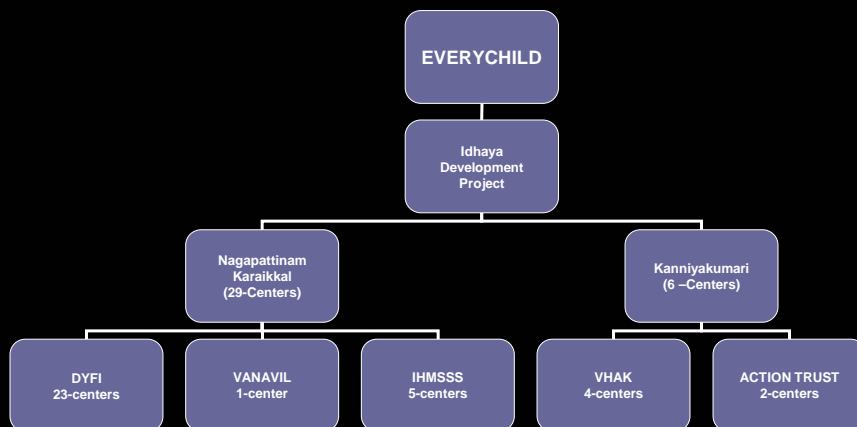 EVERYCHILD
Idhaya
Development
Project
Nagapattinam
Karaikkal
(29-Centers)
Kanniyakumari
(6 –Centers)
DYFI
23-centers
VANAVIL
1-center
IHMSSS
5-centers
VHAK
4-centers
ACTION TRUST
2-centers